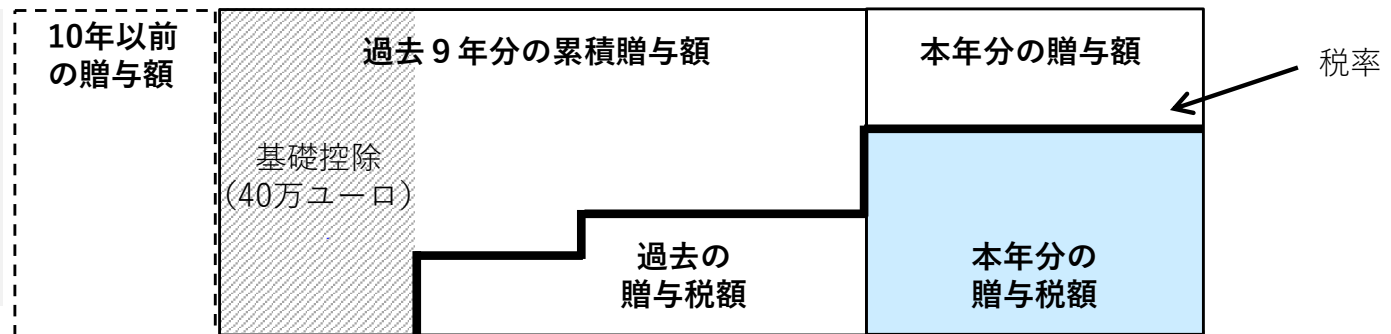 10年以前
の贈与額
過去９年分の累積贈与額
本年分の贈与額
税率
基礎控除
（40万ユーロ）
過去の
贈与税額
本年分の
贈与税額